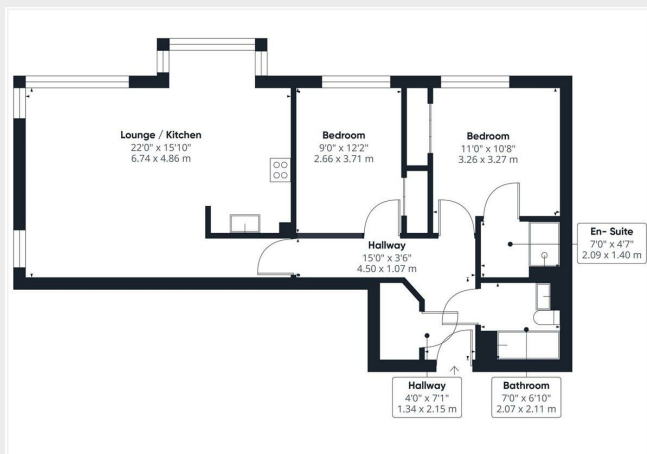 Lounge / Kitchen
22'0" x 15'10"
6.74 x 4.86 m
Bedroom
9'0" x 12'2"
2.66 x 3.71 m
Bedroom
11'0" x 10'8"
3.26 x 3.27 m
En- Suite
7'0" x 4'7"
2.09 x 1.40 m
Hallway
15'0" x 3'6"
4.50 x 1.07 m
Hallway
4'0" x 7'1"
1.34 x 2.15 m
Bathroom
7'0" x 6'10"
2.07 x 2.11 m